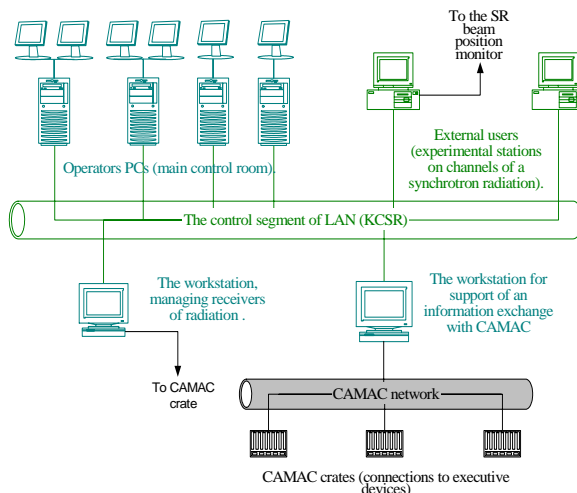 To the SR
beam
position
monitor
Operators PCs (main control room).
External users
(experimental stations
on channels of a
synchrotron radiation).
The control segment of LAN (KCSR)
The workstation,
managing receivers
of radiation .
The workstation for
support of an
information exchange
with CAMAC
To CAMAC
crate
CAMAC network
CAMAC crates (connections to executive
devices)